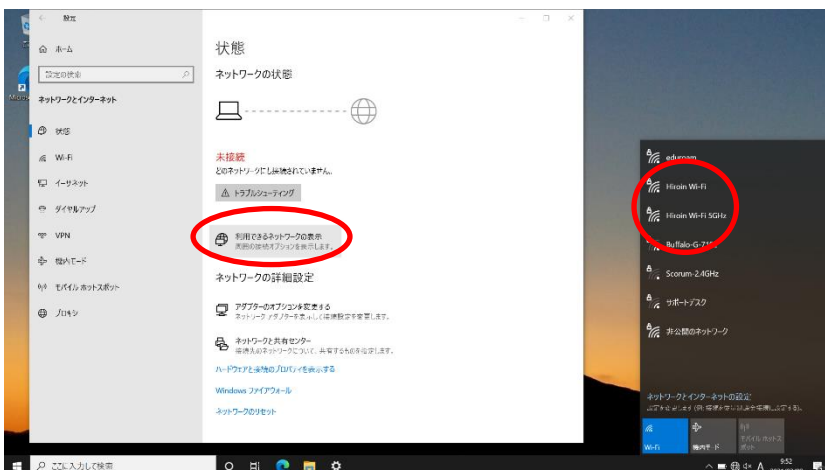 設定
ホーム
設定の検索
ネットワークとインターネット
状態
Wi-Fi
イーサネット
ダイヤルアップ
VPN
機内モード
モバイル ホットスポット
プロキシ
状態
ネットワークの状態
未接続
どのネットワークにも接続されていません。
トラブルシューティング
利用できるネットワークの表示
周囲の接続オプションを表示します。
ネットワークの詳細設定
アダプターのオプションを変更する
ネットワーク アダプターを表示して接続設定を変更します。
ネットワークと共有センター
接続先のネットワークについて、共有するものを指定します。
ハードウェアと接続のプロパティを表示する
Windows ファイアウォール
ネットワークのリセット
eduroam
Hiroin Wi-Fi
Hiroin Wi-Fi 5GHz
Scorum-2.4GHz
サポートデスク
非公開のネットワーク
ネットワークとインターネットの設定
Wi-Fi
機内モード
モバイル ホットスポット
ここに入力して検索
A
9:52